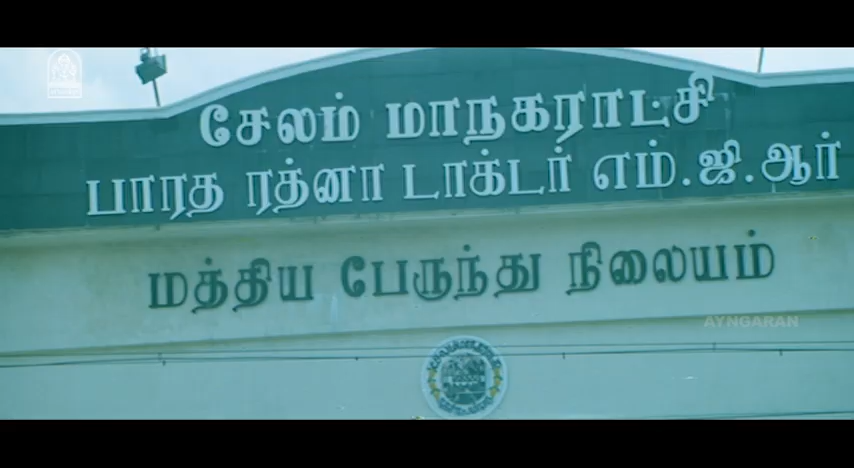 சேலம் மாநகராட்சி
பாரத ரத்னா டாக்டர் எம்.ஜி.ஆர்
மத்திய பேருந்து நிலையம்
AYNGARAN